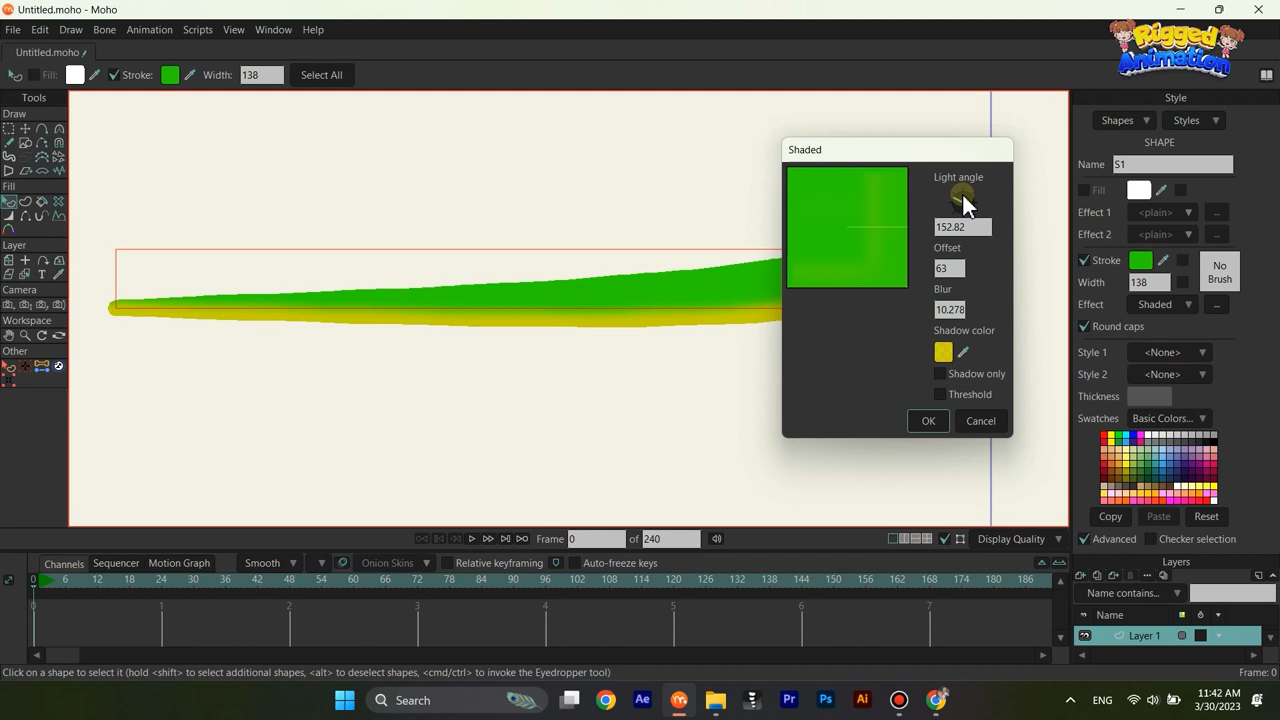 Untitled.moho - Moho
File Edit Draw Bone Animation Scripts View Window Help
Rigged
Animation
Untitled.moho
Fill: Stroke: Width: 138 Select All
Tools
Draw
Fill
Layer
Camera
Workspace
Other
Shaded
Light angle
152.82
Offset
63
Blur
10.278
Shadow color
Shadow only
Threshold
OK Cancel
Style
Shapes Styles
SHAPE
Name S1
Fill
Effect 1 <plain> ...
Effect 2 <plain> ...
Stroke
No
Brush
Width 138
Effect Shaded ...
Round caps
Style 1 <None>
Style 2 <None>
Thickness
Swatches Basic Colors...
Copy Paste Reset
Advanced Checker selection
Frame 0 of 240 Display Quality
Channels Sequencer Motion Graph Smooth Onion Skins Relative keyframing Auto-freeze keys
0 6 12 18 24 30 36 42 48 54 60 66 72 78 84 90 96 102 108 114 120 126 132 138 144 150 156 162 168 174 180 186
0 1 2 3 4 5 6 7
Layers
Name contains...
Name
Layer 1
Click on a shape to select it (hold <shift> to select additional shapes, <alt> to deselect shapes, <cmd/ctrl> to invoke the Eyedropper tool) Frame: 0
Search
Ae
Pr
Ps
Ai
ENG
11:42 AM
3/30/2023